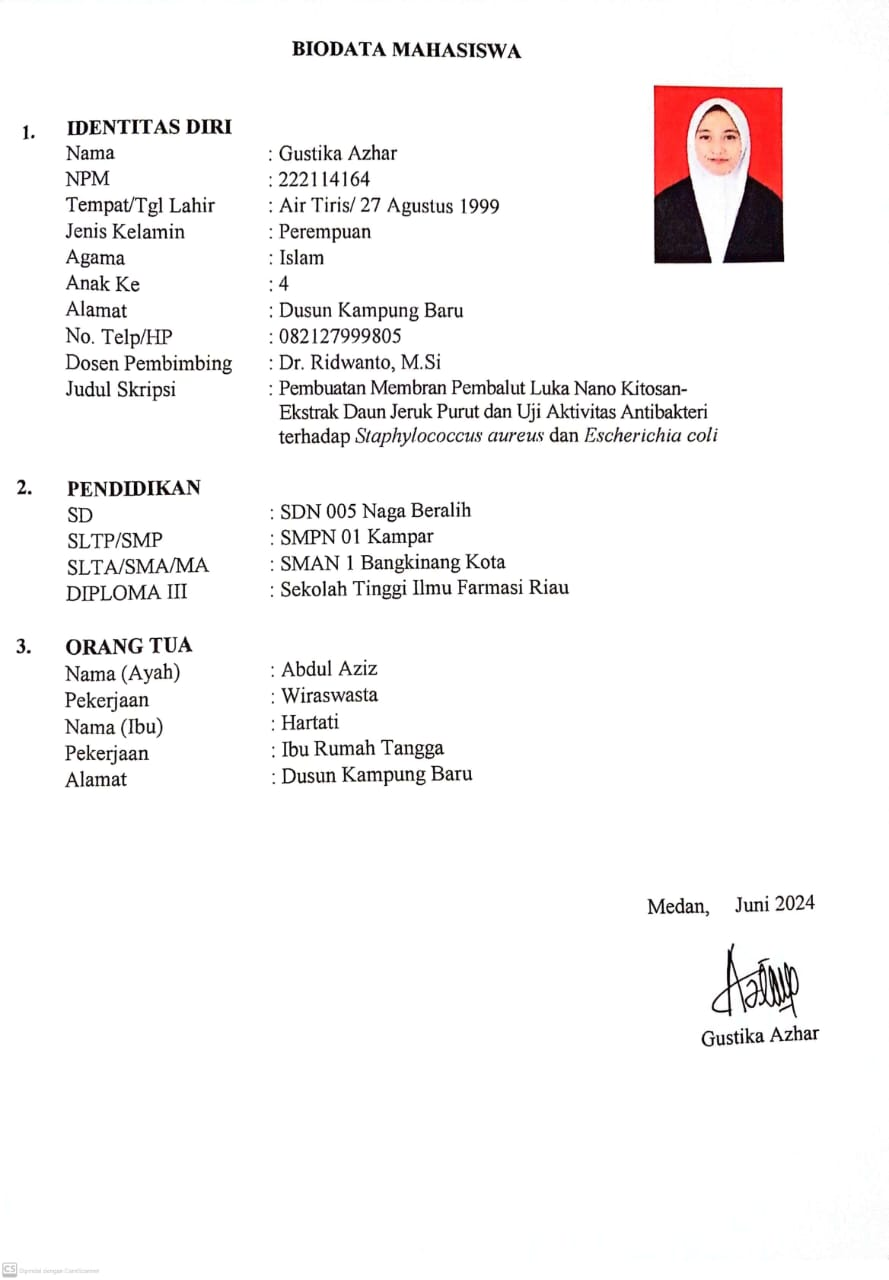 BIODATA MAHASISWA
1. IDENTITAS DIRI
Nama : Gustika Azhar
NPM : 222114164
Tempat/Tgl Lahir : Air Tiris/ 27 Agustus 1999
Jenis Kelamin : Perempuan
Agama : Islam
Anak Ke : 4
Alamat : Dusun Kampung Baru
No. Telp/HP : 082127999805
Dosen Pembimbing : Dr. Ridwanto, M.Si
Judul Skripsi : Pembuatan Membran Pembalut Luka Nano Kitosan-
Ekstrak Daun Jeruk Purut dan Uji Aktivitas Antibakteri
terhadap Staphylococcus aureus dan Escherichia coli
2. PENDIDIKAN
SD : SDN 005 Naga Beralih
SLTP/SMP : SMPN 01 Kampar
SLTA/SMA/MA : SMAN 1 Bangkinang Kota
DIPLOMA III : Sekolah Tinggi Ilmu Farmasi Riau
3. ORANG TUA
Nama (Ayah) : Abdul Aziz
Pekerjaan : Wiraswasta
Nama (Ibu) : Hartati
Pekerjaan : Ibu Rumah Tangga
Alamat : Dusun Kampung Baru
Medan, Juni 2024
Gustika Azhar
CS Dipindai dengan CamScanner